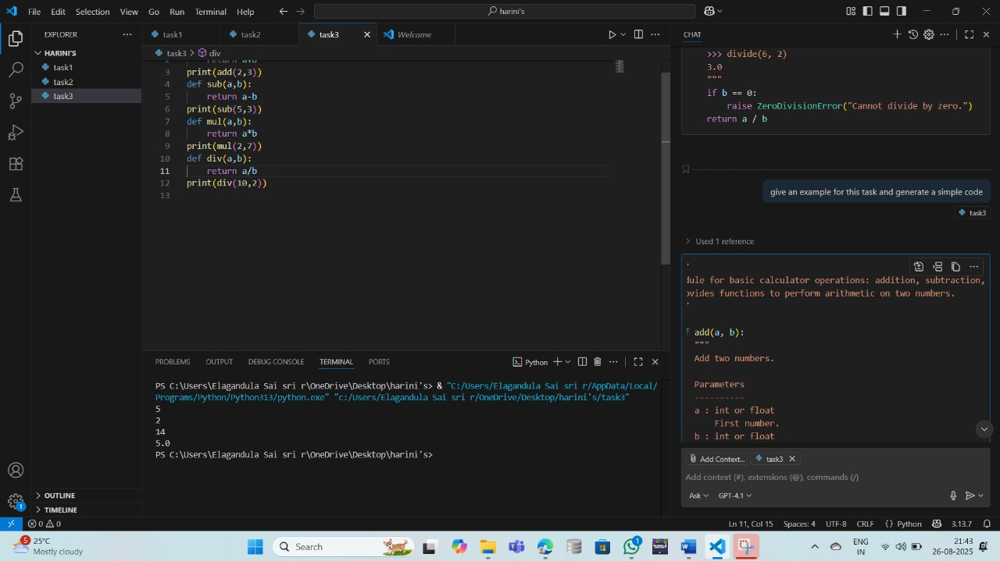 File Edit Selection View Go Run Terminal Help
harini's
EXPLORER
HARINI'S
task1
task2
task3
OUTLINE
TIMELINE
task1 task2 task3 Welcome
task3 > div
2 return a+b
3 print(add(2,3))
4 def sub(a,b):
5 return a-b
6 print(sub(5,3))
7 def mul(a,b):
8 return a*b
9 print(mul(2,7))
10 def div(a,b):
11 return a/b
12 print(div(10,2))
13
PROBLEMS OUTPUT DEBUG CONSOLE TERMINAL PORTS
Python
PS C:\Users\Elagandula Sai sri r\OneDrive\Desktop\harini's> & "C:/Users/Elagandula Sai sri r/AppData/Local/
Programs/Python/Python313/python.exe" "c:/Users/Elagandula Sai sri r/OneDrive/Desktop/harini's/task3"
5
2
14
5.0
PS C:\Users\Elagandula Sai sri r\OneDrive\Desktop\harini's>
CHAT
>>> divide(6, 2)
3.0
"""
if b == 0:
raise ZeroDivisionError("Cannot divide by zero.")
return a / b
give an example for this task and generate a simple code
task3
> Used 1 reference
dule for basic calculator operations: addition, subtraction,
ovides functions to perform arithmetic on two numbers.
f add(a, b):
"""
Add two numbers.
Parameters
----------
a : int or float
First number.
b : int or float
Add Context... task3
Add context (#), extensions (@), commands (/)
Ask GPT-4.1
1
0 0
Ln 11, Col 15 Spaces: 4 UTF-8 CRLF {} Python 3.13.7
5
25°C
Mostly cloudy
Search
1
ENG
IN
21:43
26-08-2025